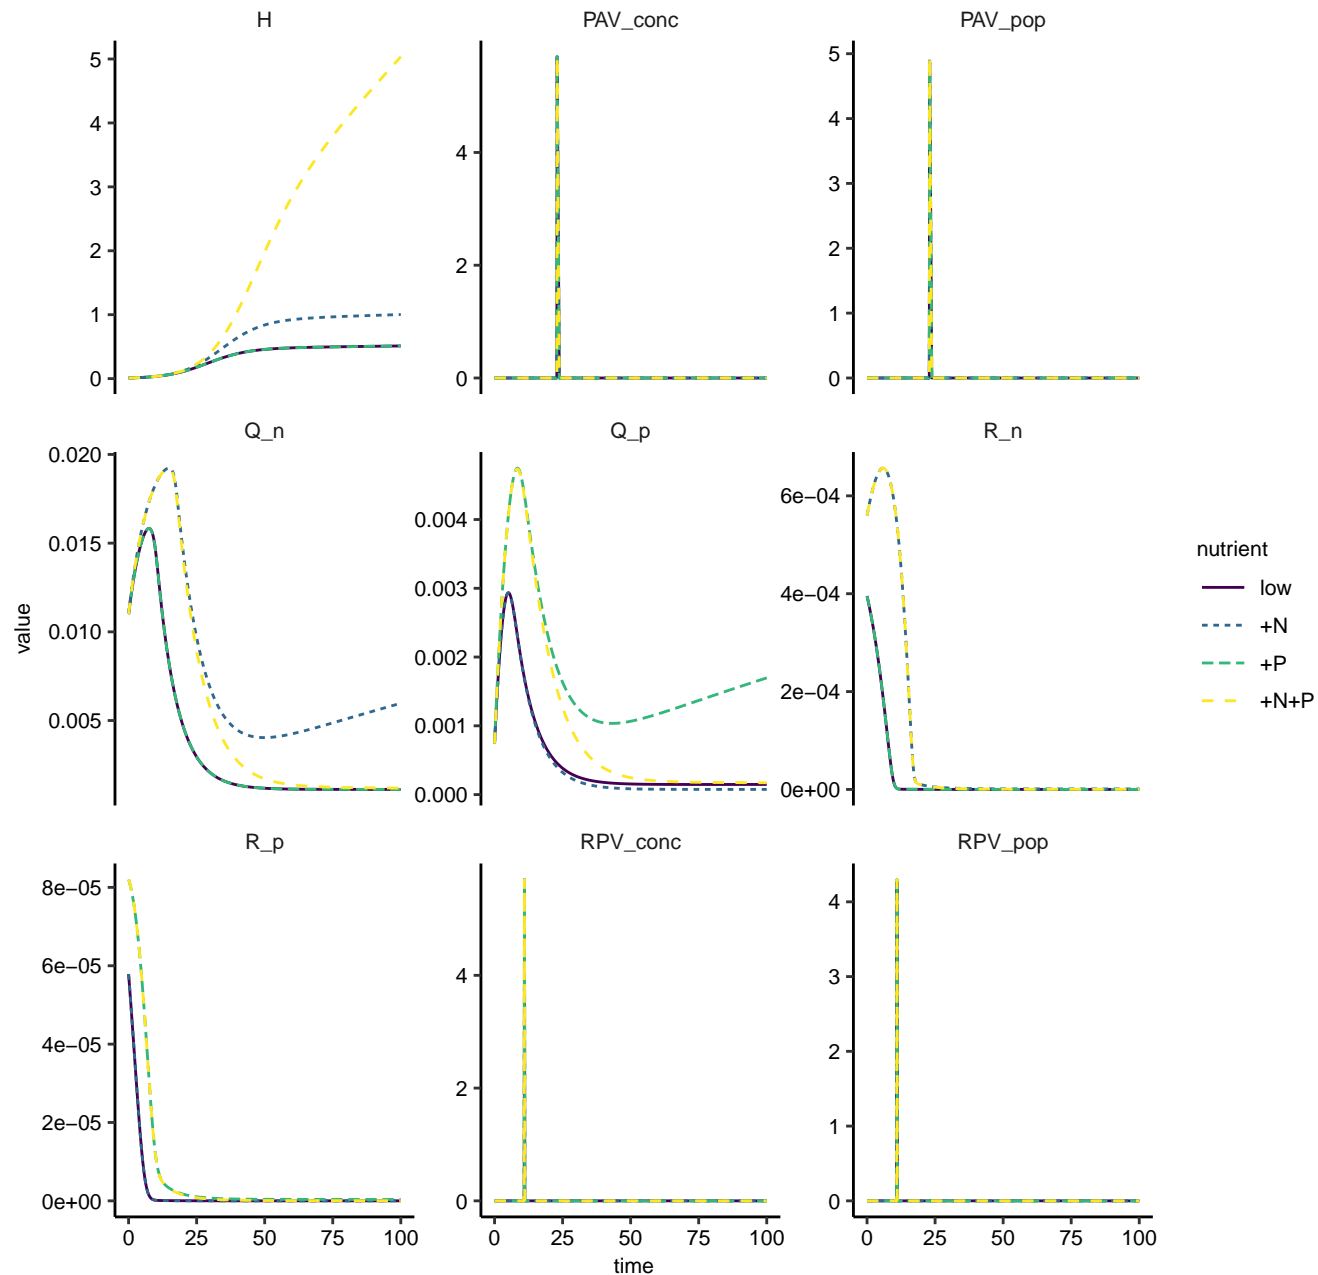 H
PAV_conc
PAV_pop
5
4
3
2
1
0
4
2
0
5
4
3
2
1
0
Q_n
Q_p
R_n
0.020
0.015
0.010
0.005
0.004
0.003
0.002
0.001
0.000
6e−04
4e−04
2e−04
0e+00
value
nutrient
low
+N
+P
+N+P
R_p
RPV_conc
RPV_pop
8e−05
6e−05
4e−05
2e−05
0e+00
4
2
0
4
3
2
1
0
0 25 50 75 100
0 25 50 75 100
0 25 50 75 100
time